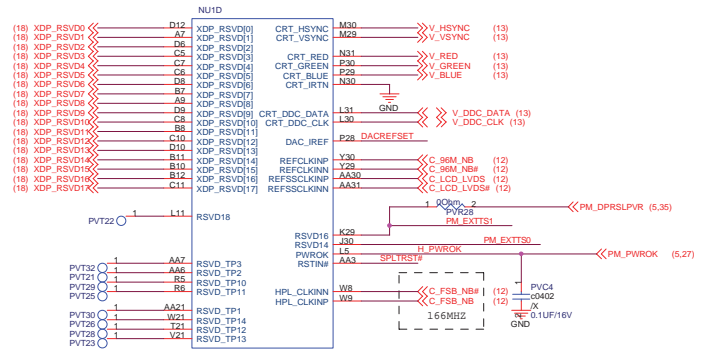 NU1D
(18) XDP_RSVD0 D12 XDP_RSVD[0] CRT_HSYNC M30 V_HSYNC (13)
(18) XDP_RSVD1 A7 XDP_RSVD[1] CRT_VSYNC M29 V_VSYNC (13)
(18) XDP_RSVD2 D6 XDP_RSVD[2]
(18) XDP_RSVD3 C5 XDP_RSVD[3] CRT_RED N31 V_RED (13)
(18) XDP_RSVD4 C7 XDP_RSVD[4] CRT_GREEN P30 V_GREEN (13)
(18) XDP_RSVD5 C6 XDP_RSVD[5] CRT_BLUE P29 V_BLUE (13)
(18) XDP_RSVD6 D8 XDP_RSVD[6] CRT_IRTN N30
(18) XDP_RSVD7 B7 XDP_RSVD[7]
(18) XDP_RSVD8 A9 XDP_RSVD[8]
GND
(18) XDP_RSVD9 D9 XDP_RSVD[9] CRT_DDC_DATA L31 V_DDC_DATA (13)
(18) XDP_RSVD10 C8 XDP_RSVD[10] CRT_DDC_CLK L30 V_DDC_CLK (13)
(18) XDP_RSVD11 B8 XDP_RSVD[11]
(18) XDP_RSVD12 C10 XDP_RSVD[12] DAC_IREF P28 DACREFSET
(18) XDP_RSVD13 D10 XDP_RSVD[13]
(18) XDP_RSVD14 B11 XDP_RSVD[14] REFCLKINP Y30 C_96M_NB (12)
(18) XDP_RSVD15 B10 XDP_RSVD[15] REFCLKINN Y29 C_96M_NB# (12)
(18) XDP_RSVD16 B12 XDP_RSVD[16] REFSSCLKINP AA30 C_LCD_LVDS (12)
(18) XDP_RSVD17 C11 XDP_RSVD[17] REFSSCLKINN AA31 C_LCD_LVDS# (12)
1 0Ohm 2 PM_DPRSLPVR (5,35)
PVR28
PVT22 1 L11 RSVD18
PM_EXTTS1
RSVD16 K29
RSVD14 J30 PM_EXTTS0
PWROK L5 H_PWROK PM_PWROK (5,27)
PVT32 1 AA7 RSVD_TP3 RSTIN# AA3 SPLTRST#
PVT21 1 AA6 RSVD_TP2
PVT29 1 R5 RSVD_TP10
PVT25 1 R6 RSVD_TP11
HPL_CLKINN W8 C_FSB_NB# (12)
HPL_CLKINP W9 C_FSB_NB (12)
166MHZ
1 PVC4
c0402
/X
2 0.1UF/16V
GND
PVT30 1 AA21 RSVD_TP1
PVT26 1 W21 RSVD_TP14
PVT28 1 T21 RSVD_TP12
PVT23 1 V21 RSVD_TP13